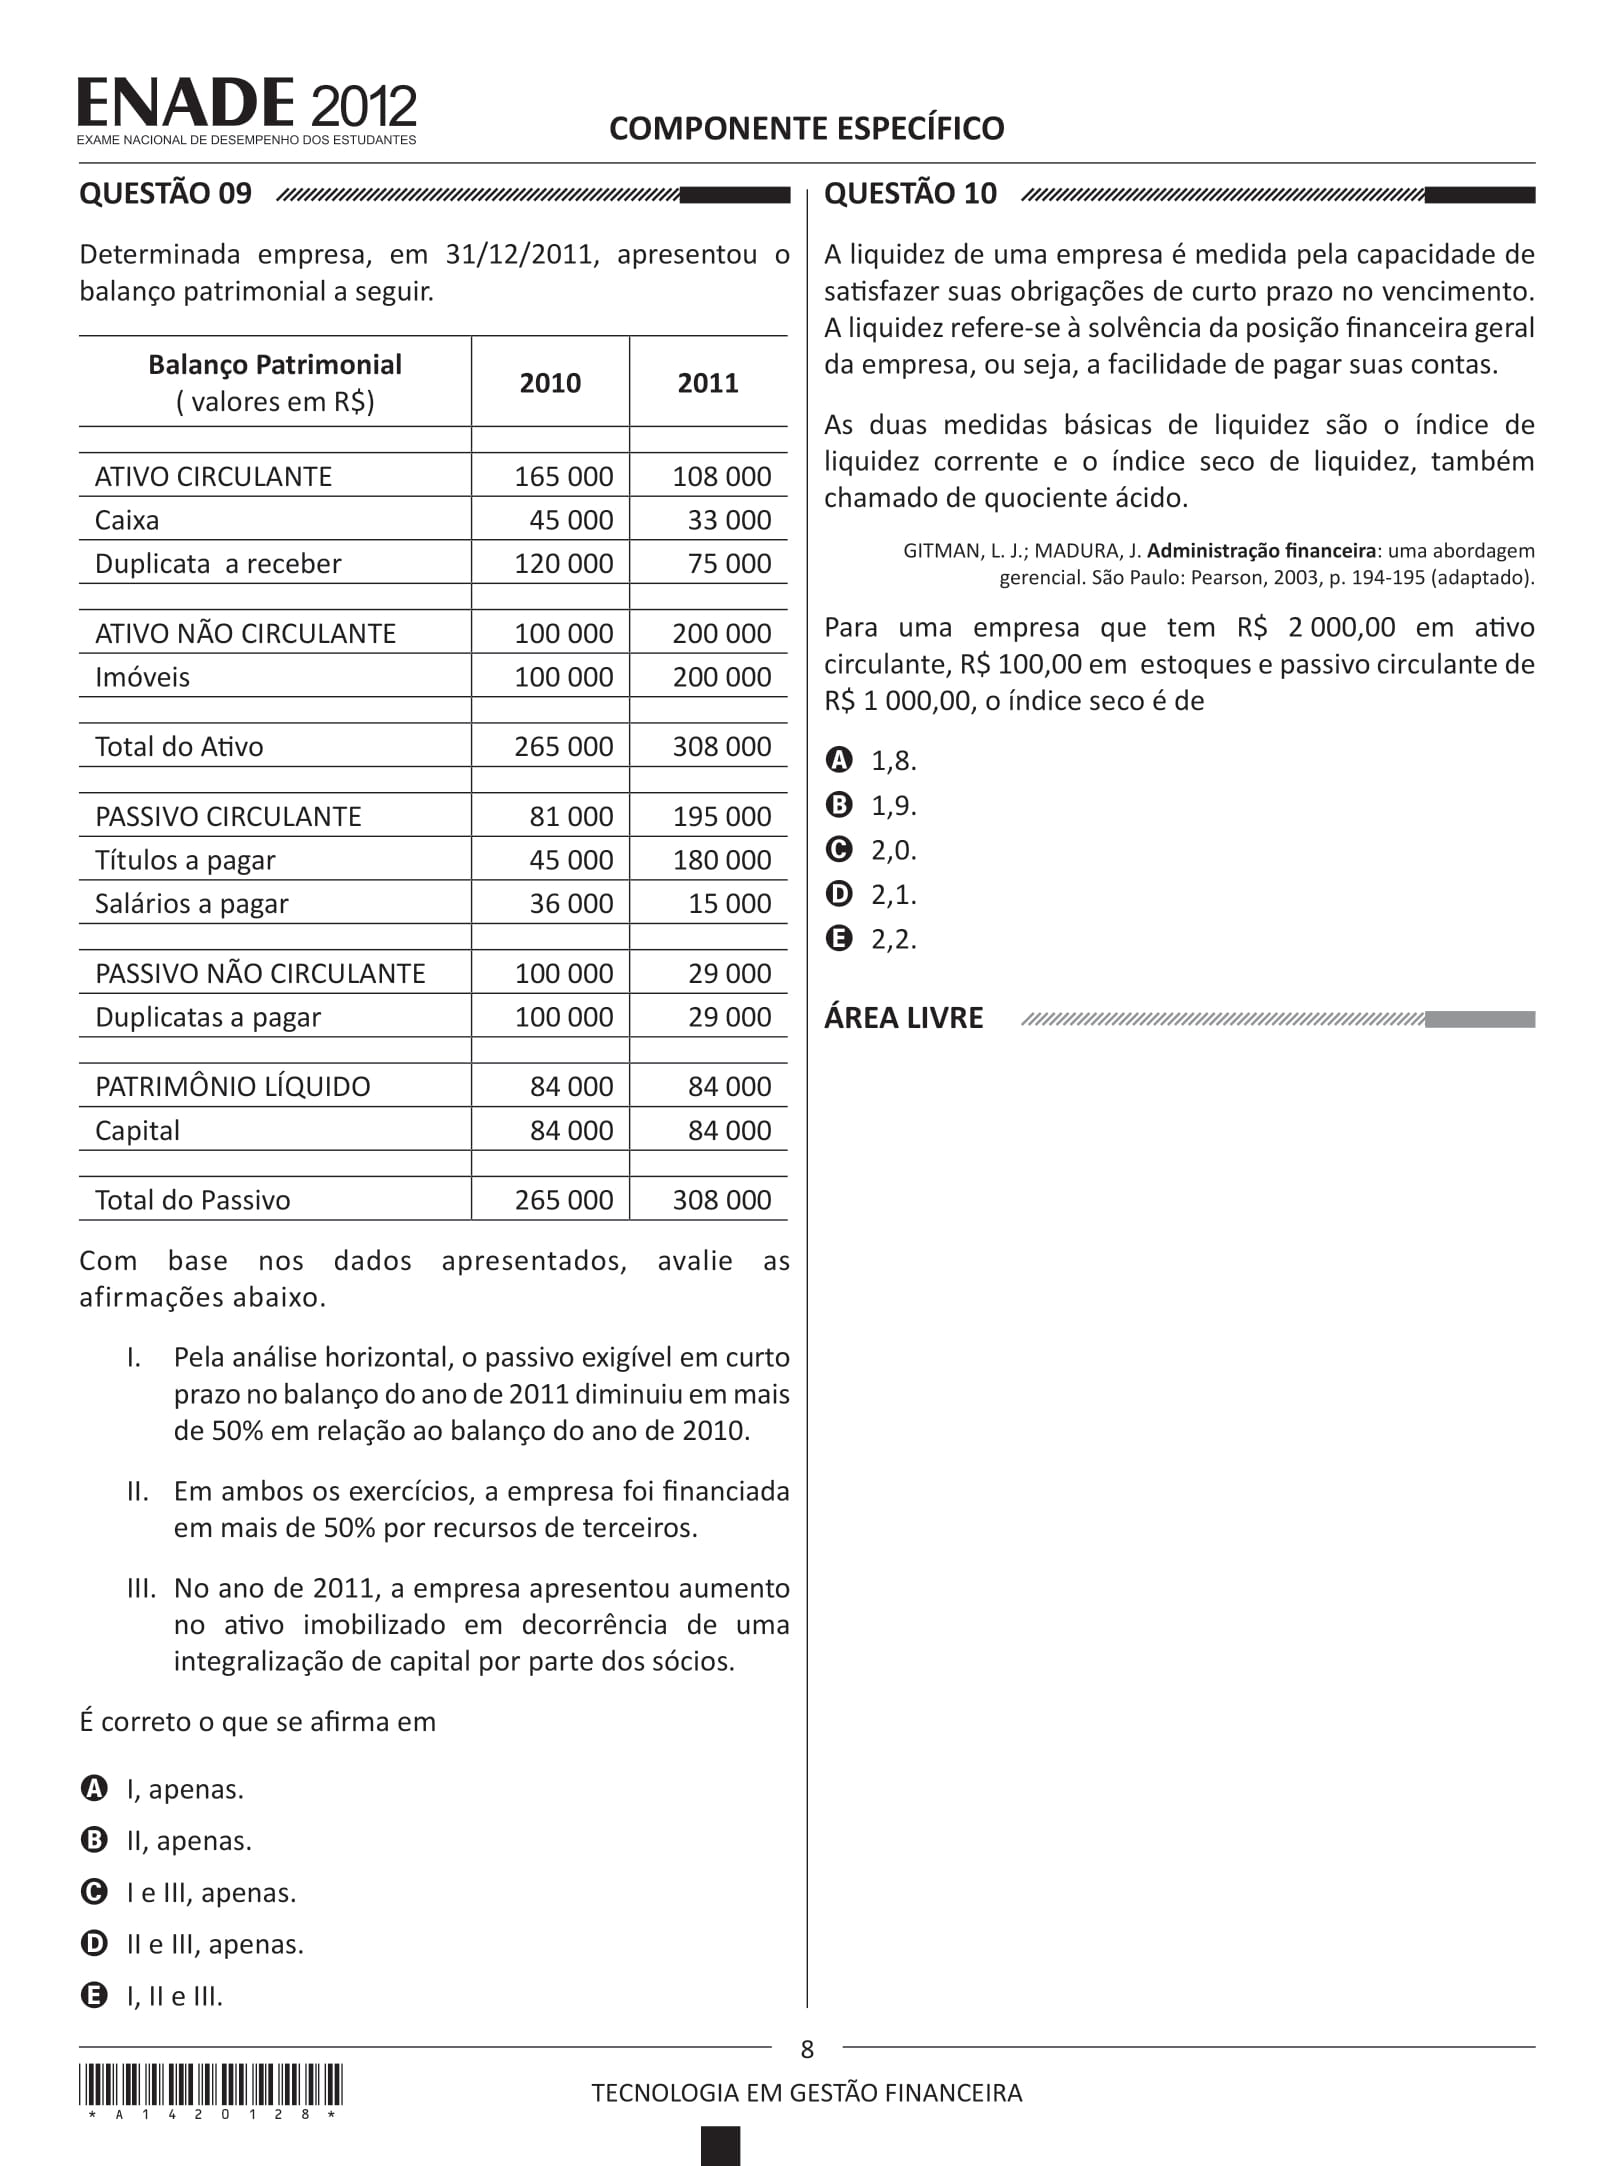 ENADE 2012
EXAME NACIONAL DE DESEMPENHO DOS ESTUDANTES
COMPONENTE ESPECÍFICO
QUESTÃO 09
Determinada empresa, em 31/12/2011, apresentou o
balanço patrimonial a seguir.
Balanço Patrimonial
( valores em R$)
2010
2011
ATIVO CIRCULANTE 165 000 108 000
Caixa 45 000 33 000
Duplicata a receber 120 000 75 000
ATIVO NÃO CIRCULANTE 100 000 200 000
Imóveis 100 000 200 000
Total do Ativo 265 000 308 000
PASSIVO CIRCULANTE 81 000 195 000
Títulos a pagar 45 000 180 000
Salários a pagar 36 000 15 000
PASSIVO NÃO CIRCULANTE 100 000 29 000
Duplicatas a pagar 100 000 29 000
PATRIMÔNIO LÍQUIDO 84 000 84 000
Capital 84 000 84 000
Total do Passivo 265 000 308 000
Com base nos dados apresentados, avalie as
afirmações abaixo.
I. Pela análise horizontal, o passivo exigível em curto
prazo no balanço do ano de 2011 diminuiu em mais
de 50% em relação ao balanço do ano de 2010.
II. Em ambos os exercícios, a empresa foi financiada
em mais de 50% por recursos de terceiros.
III. No ano de 2011, a empresa apresentou aumento
no ativo imobilizado em decorrência de uma
integralização de capital por parte dos sócios.
É correto o que se afirma em
A I, apenas.
B II, apenas.
C I e III, apenas.
D II e III, apenas.
E I, II e III.
QUESTÃO 10
A liquidez de uma empresa é medida pela capacidade de
satisfazer suas obrigações de curto prazo no vencimento.
A liquidez refere-se à solvência da posição financeira geral
da empresa, ou seja, a facilidade de pagar suas contas.
As duas medidas básicas de liquidez são o índice de
liquidez corrente e o índice seco de liquidez, também
chamado de quociente ácido.
GITMAN, L. J.; MADURA, J. Administração financeira: uma abordagem
gerencial. São Paulo: Pearson, 2003, p. 194-195 (adaptado).
Para uma empresa que tem R$ 2 000,00 em ativo
circulante, R$ 100,00 em estoques e passivo circulante de
R$ 1 000,00, o índice seco é de
A 1,8.
B 1,9.
C 2,0.
D 2,1.
E 2,2.
ÁREA LIVRE
8
TECNOLOGIA EM GESTÃO FINANCEIRA
* A 1 4 2 0 1 2 8 *